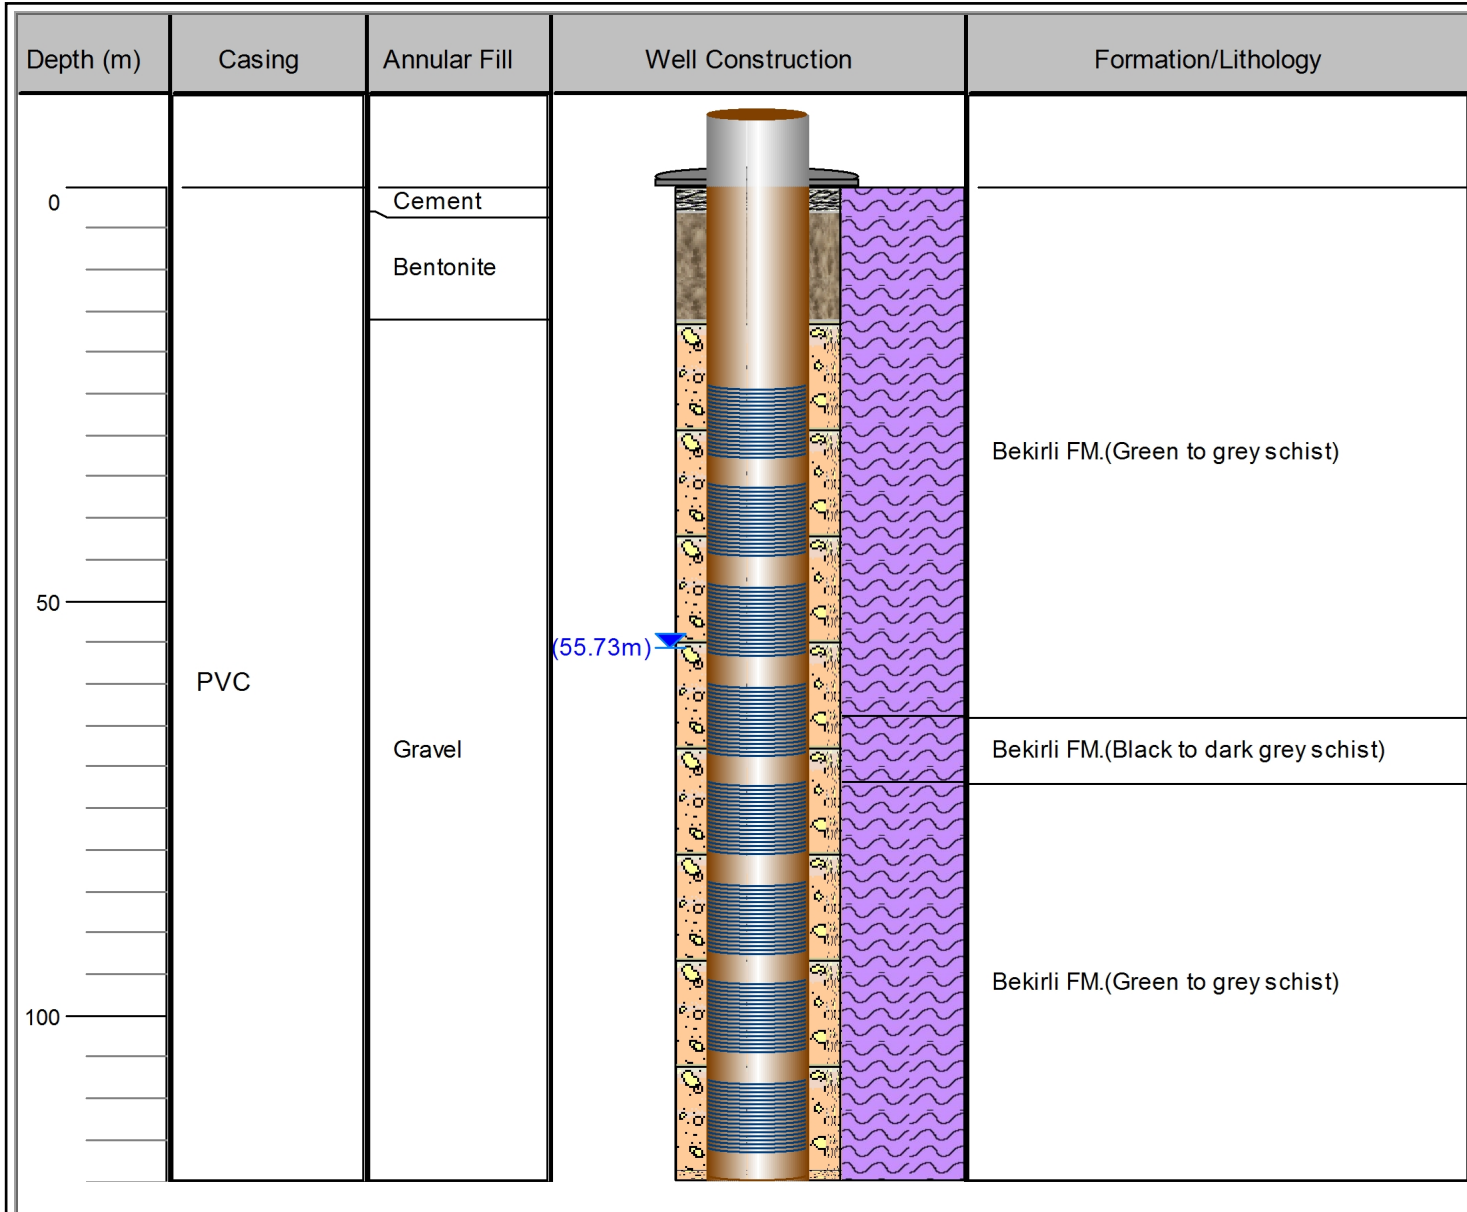 Depth (m)
Casing
Annular Fill
Well Construction
Formation/Lithology
0
Cement
Bentonite
Bekirli FM.(Green to grey schist)
50
(55.73m)
PVC
Gravel
Bekirli FM.(Black to dark grey schist)
Bekirli FM.(Green to grey schist)
100